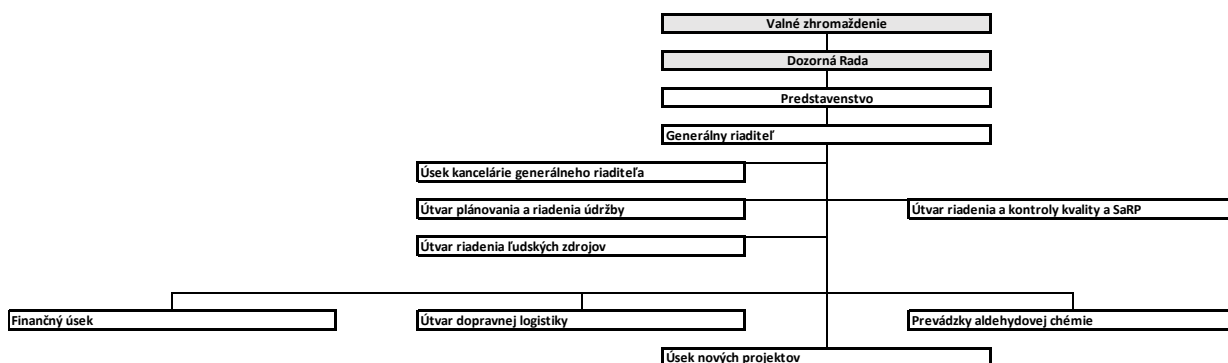 Valné zhromaždenie
Dozorná Rada
Predstavenstvo
Generálny riaditeľ
Úsek kancelárie generálneho riaditeľa
Útvar plánovania a riadenia údržby
Útvar riadenia a kontroly kvality a SaRP
Útvar riadenia ľudských zdrojov
Finančný úsek
Útvar dopravnej logistiky
Prevádzky aldehydovej chémie
Úsek nových projektov